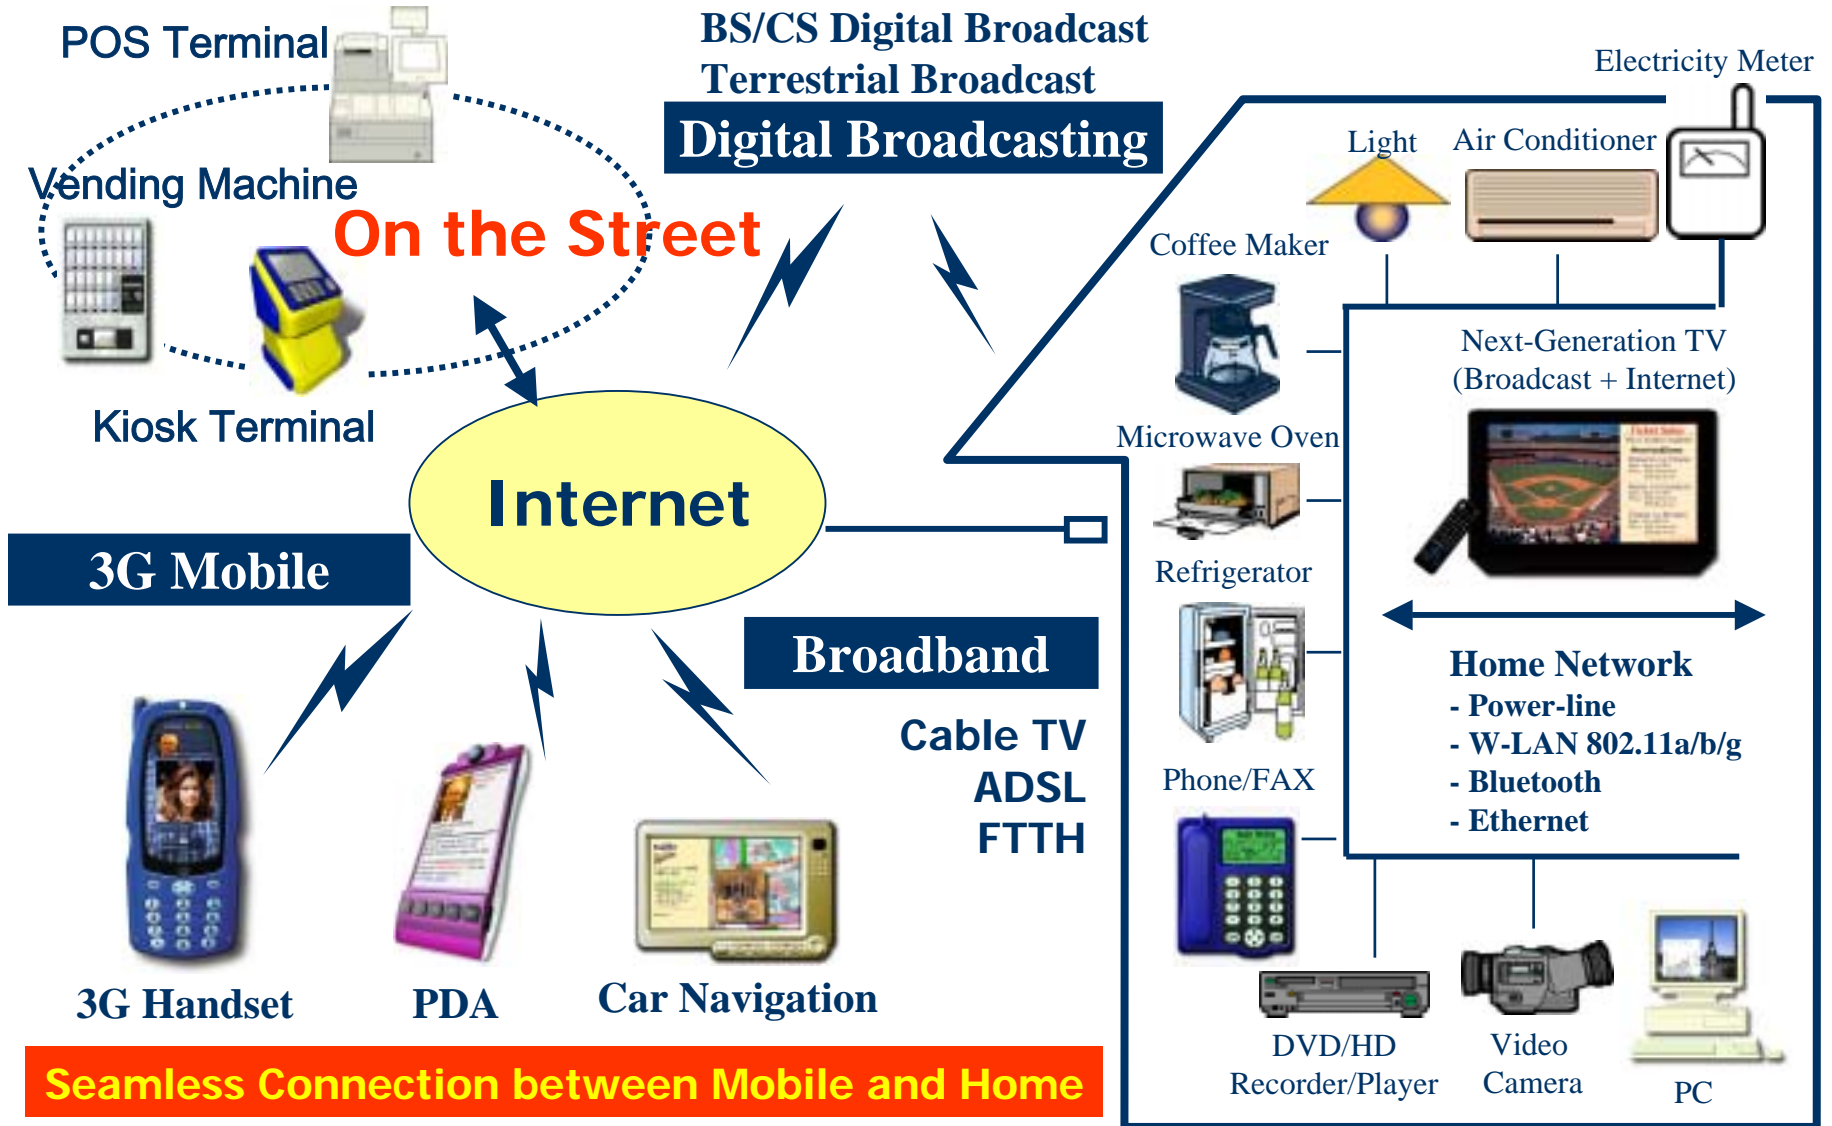 POS Terminal
Vending Machine
On the Street
Kiosk Terminal
BS/CS Digital Broadcast
Terrestrial Broadcast
Digital Broadcasting
Internet
3G Mobile
Broadband
Cable TV
ADSL
FTTH
3G Handset
PDA
Car Navigation
Seamless Connection between Mobile and Home
Electricity Meter
Light
Air Conditioner
Coffee Maker
Next-Generation TV
(Broadcast + Internet)
Microwave Oven
Refrigerator
Home Network
- Power-line
- W-LAN 802.11a/b/g
- Bluetooth
- Ethernet
Phone/FAX
DVD/HD
Recorder/Player
Video
Camera
PC